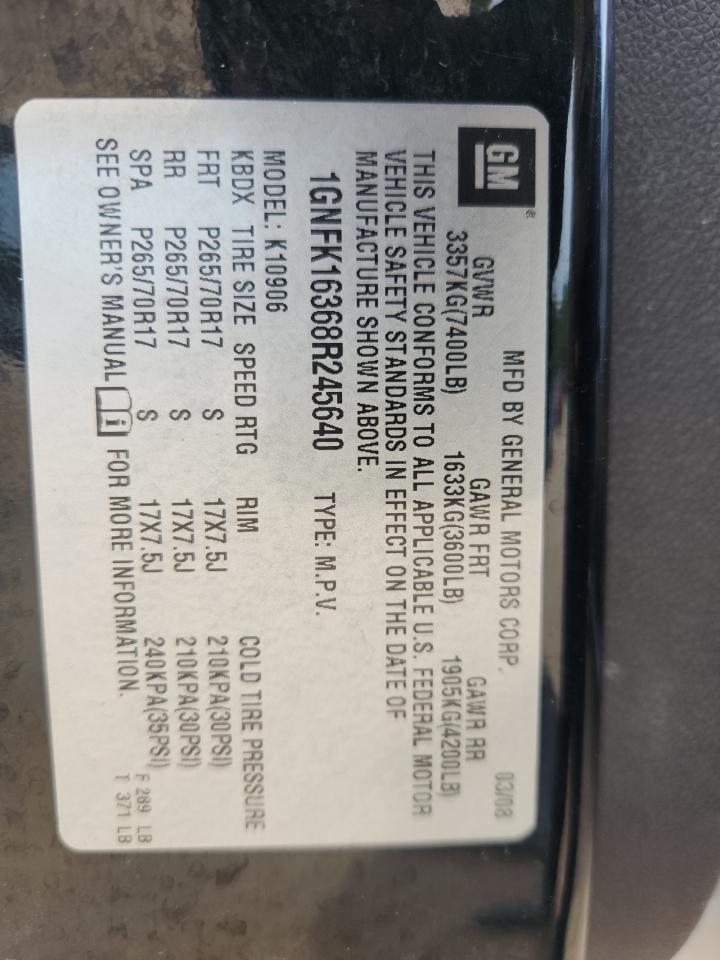 GM®
MFD BY GENERAL MOTORS CORP. 03/08
GVWR GAWR FRT GAWR RR
3357KG(7400LB) 1633KG(3600LB) 1905KG(4200LB)
THIS VEHICLE CONFORMS TO ALL APPLICABLE U.S. FEDERAL MOTOR
VEHICLE SAFETY STANDARDS IN EFFECT ON THE DATE OF
MANUFACTURE SHOWN ABOVE.
1GNFK16368R245640 TYPE: M.P.V.
MODEL: K10906
KBDX TIRE SIZE SPEED RTG RIM COLD TIRE PRESSURE
FRT P265/70R17 S 17X7.5J 210KPA(30PSI)
RR P265/70R17 S 17X7.5J 210KPA(30PSI)
SPA P265/70R17 S 17X7.5J 240KPA(35PSI)
SEE OWNER'S MANUAL i FOR MORE INFORMATION.
F 289 LB
T 371 LB